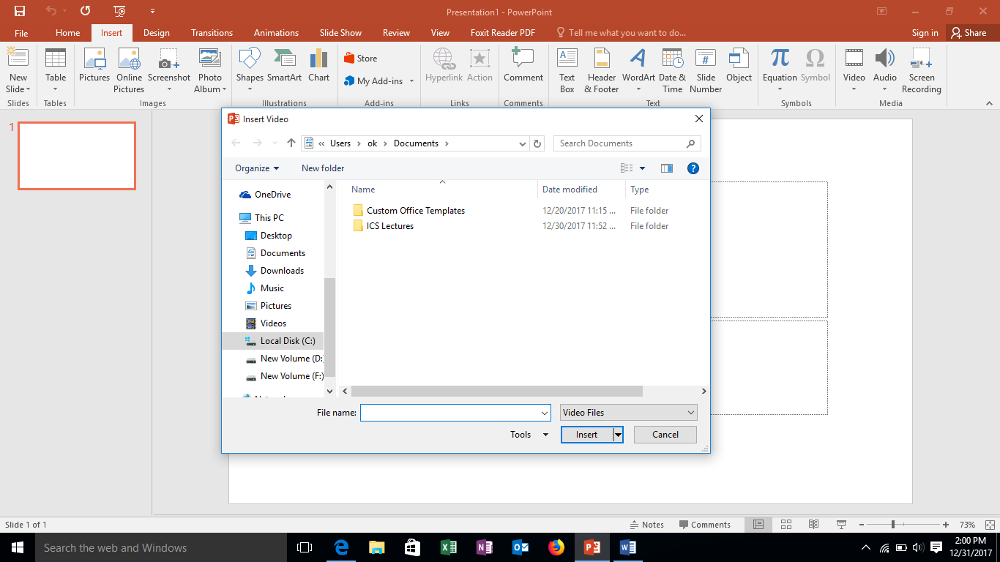 Presentation1 - PowerPoint
File Home Insert Design Transitions Animations Slide Show Review View Foxit Reader PDF Tell me what you want to do... Sign in Share
New Slide Table Pictures Online Pictures Screenshot Photo Album Shapes SmartArt Chart Store My Add-ins Hyperlink Action Comment Text Box Header & Footer WordArt Date & Time Slide Number Object Equation Symbol Video Audio Screen Recording
Slides Tables Images Illustrations Add-ins Links Comments Text Symbols Media
1
Insert Video
« Users > ok > Documents >
Search Documents
Organize New folder
Name Date modified Type
OneDrive
This PC
Desktop
Documents
Downloads
Music
Pictures
Videos
Local Disk (C:)
New Volume (D:
New Volume (F:)
Custom Office Templates 12/20/2017 11:15 ... File folder
ICS Lectures 12/30/2017 11:52 ... File folder
File name: Video Files
Tools Insert Cancel
Slide 1 of 1 Notes Comments 73%
Search the web and Windows
2:00 PM
12/31/2017